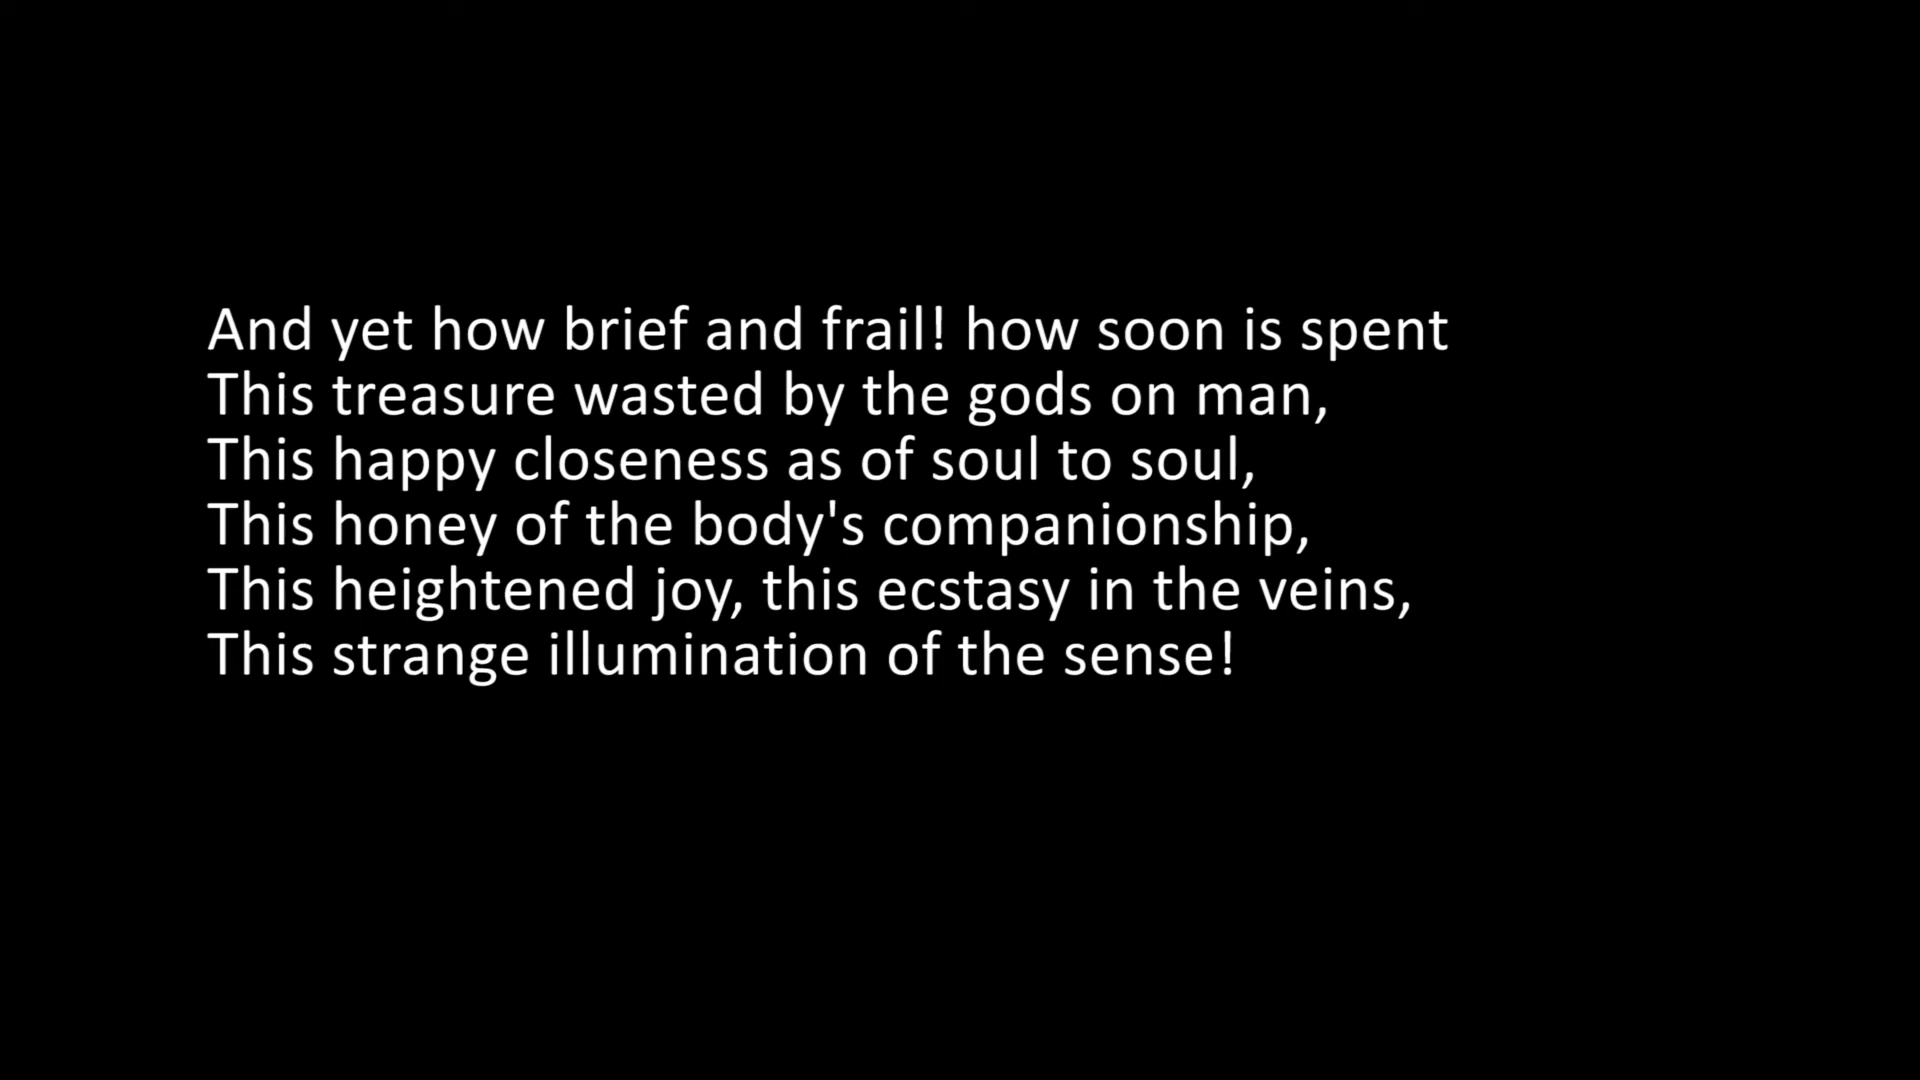 And yet how brief and frail! how soon is spent
This treasure wasted by the gods on man,
This happy closeness as of soul to soul,
This honey of the body's companionship,
This heightened joy, this ecstasy in the veins,
This strange illumination of the sense!